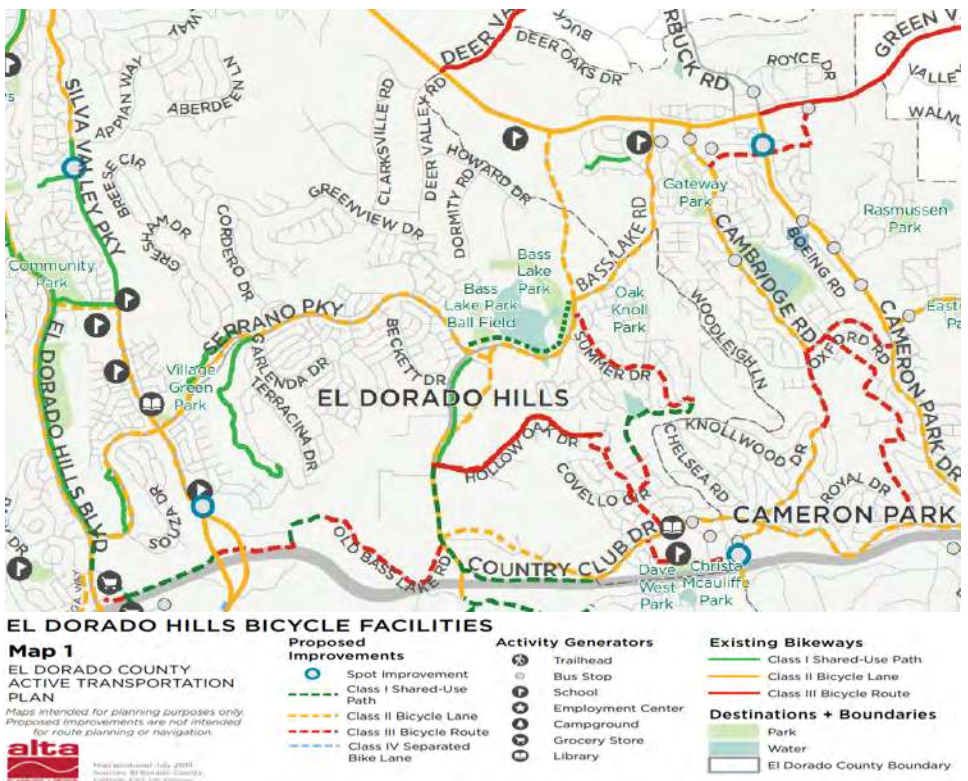 WAY
DEER VA
BUCK
DEER OAKS DR
RBUCK RD
ROYCE DR
GREEN V
VALLE
WALNU
SILVA VALLEY PKY
APPIAN WAY
ABERDEEN LN
CLARKSVILLE RD
DEER VALLEY RD
HOWARD DR
BREESE CIR
GRESHAM DR
CORDERO DR
GREENVIEW DR
DORMITY RD
Gateway
Park
Rasmussen
Park
BASS LAKE RD
BOEING RD
CAMBRIDGE RD
Community
Park
Bass
Lake
Park
Bass
Lake Park
Ball Field
Oak
Knoll
Park
WOODLEIGH LN
SERRANO PKY
EL DORADO HILLS BLVD
GARLENDA DR
TERRACINA DR
BECKETT DR
SUMMER DR
OXFORD RD
CAMERON PARK DR
Village
Green
Park
EL DORADO HILLS
KNOLLWOOD DR
HOLLOW OAK DR
CHELSEA RD
COVELLO CIR
ROYAL DR
SOUZA DR
CAMERON PARK
OLD BASS LAKE RD
COUNTRY CLUB DR
Dave
West
Park
Christa
Mcauliffe
Park
EL DORADO HILLS BICYCLE FACILITIES
Map 1
EL DORADO COUNTY
ACTIVE TRANSPORTATION
PLAN
Maps intended for planning purposes only.
Proposed Improvements are not intended
for route planning or navigation.
alta
Proposed
Improvements
Spot Improvement
Class I Shared-Use
Path
Class II Bicycle Lane
Class III Bicycle Route
Class IV Separated
Bike Lane
Activity Generators
Trailhead
Bus Stop
School
Employment Center
Campground
Grocery Store
Library
Existing Bikeways
Class I Shared-Use Path
Class II Bicycle Lane
Class III Bicycle Route
Destinations + Boundaries
Park
Water
El Dorado County Boundary